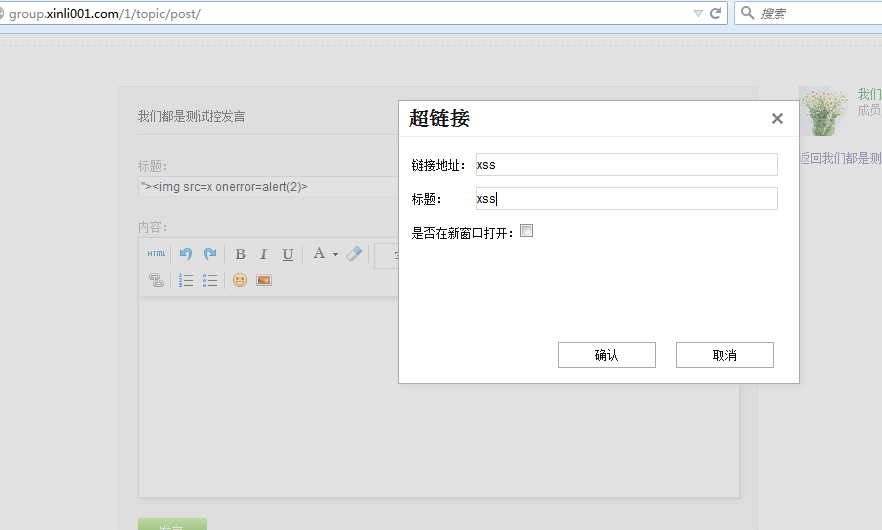 group.xinli001.com/1/topic/post/
搜索
我们都是测试控发言
标题：
"><img src=x onerror=alert(2)>
内容：
HTML B I U A 3
超链接
链接地址： xss
标题： xss
是否在新窗口打开：
确认 取消
我们
成员
返回我们都是测
发言